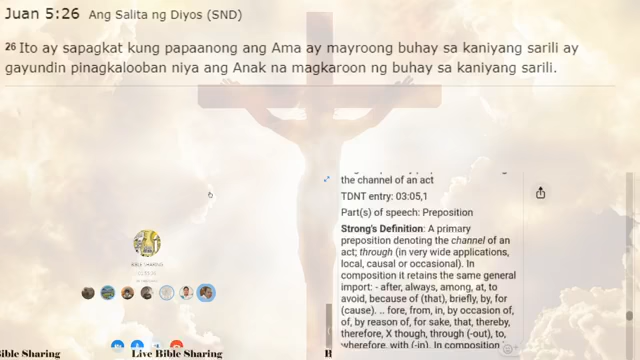 Juan 5:26 Ang Salita ng Diyos (SND)
26 Ito ay sapagkat kung papaanong ang Ama ay mayroong buhay sa kaniyang sarili ay
gayundin pinagkalooban niya ang Anak na magkaroon ng buhay sa kaniyang sarili.
the channel of an act
TDNT entry: 03:05,1
Part(s) of speech: Preposition
Strong's Definition: A primary
preposition denoting the channel of an
act; through (in very wide applications,
local, causal or occasional). In
composition it retains the same general
import: - after, always, among, at, to
avoid, because of (that), briefly, by, for
(cause). .. fore, from, in, by occasion of,
of, by reason of, for sake, that, thereby,
therefore, X though, through (-out), to,
wherefore, with (-in). In composition
BIBLE SHARING
ible Sharing
Live Bible Sharing
B